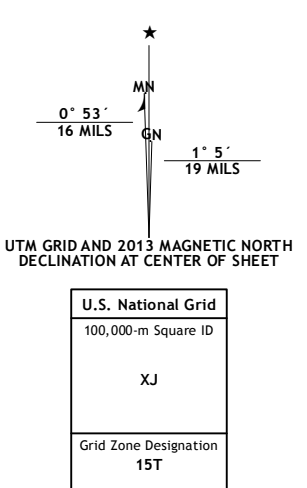 ★
MN
0° 53´
16 MILS
GN
1° 5´
19 MILS
UTM GRID AND 2013 MAGNETIC NORTH
DECLINATION AT CENTER OF SHEET
U.S. National Grid
100,000-m Square ID
XJ
Grid Zone Designation
15T